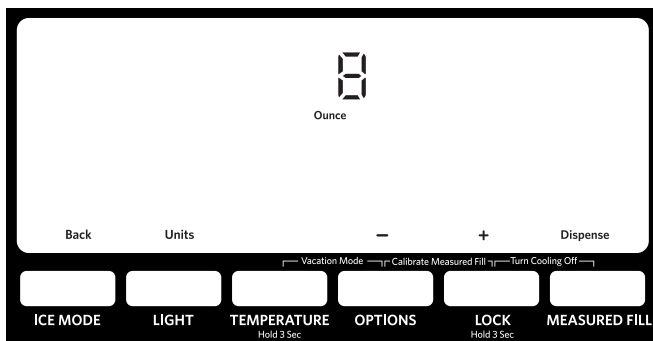 8
Ounce
Back Units − + Dispense
Vacation Mode Calibrate Measured Fill Turn Cooling Off
ICE MODE LIGHT TEMPERATURE OPTIONS LOCK MEASURED FILL
Hold 3 Sec Hold 3 Sec